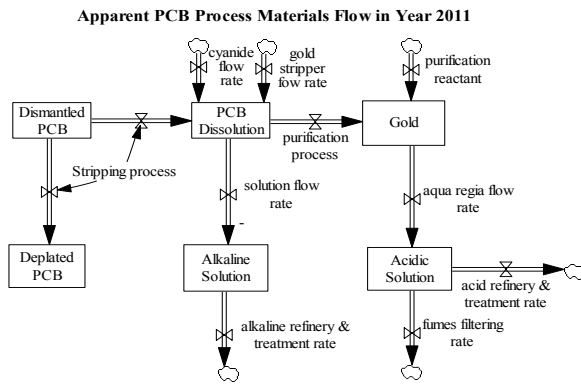 Apparent PCB Process Materials Flow in Year 2011
cyanide flow
rate
gold
stripper
fow rate
purification
reactant
Dismantled
PCB
PCB
Dissolution
Gold
purification
process
Stripping process
solution flow
rate
-
aqua regia flow
rate
Deplated
PCB
Alkaline
Solution
Acidic
Solution
acid refinery &
treatment rate
alkaline refinery &
treatment rate
fumes filtering
rate